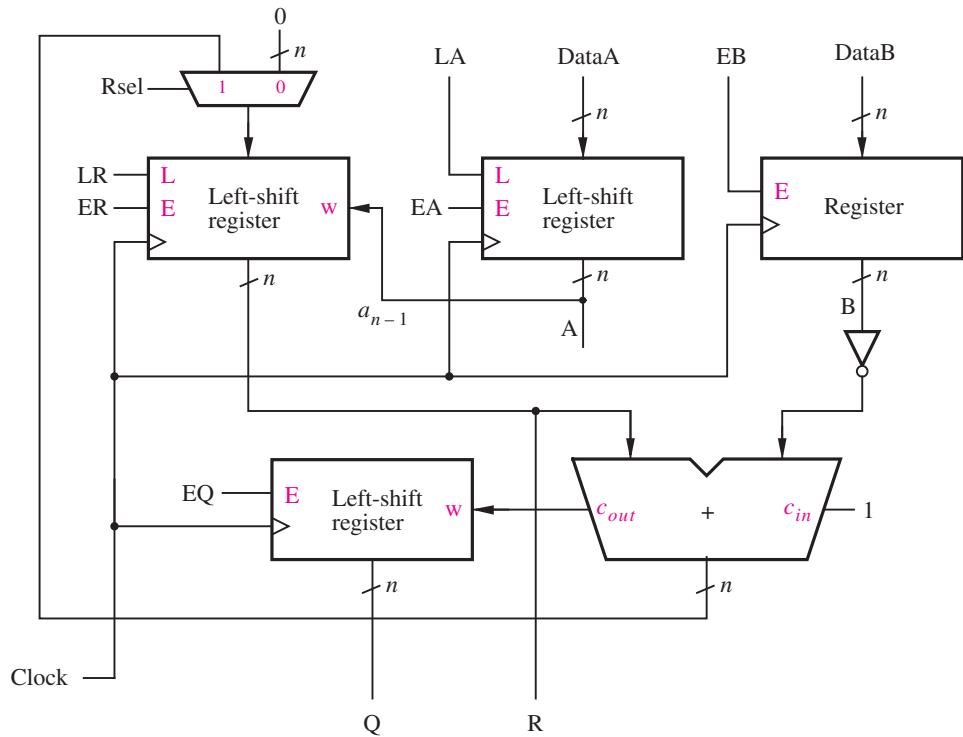 0
n
LA
DataA
EB
DataB
Rsel
1
0
n
n
LR
L
Left-shift
register
w
ER
E
EA
L
E
Left-shift
register
E
Register
n
n
n
a n – 1
A
B
EQ
E
Left-shift
register
w
c out
+
c in
1
n
n
Clock
Q
R